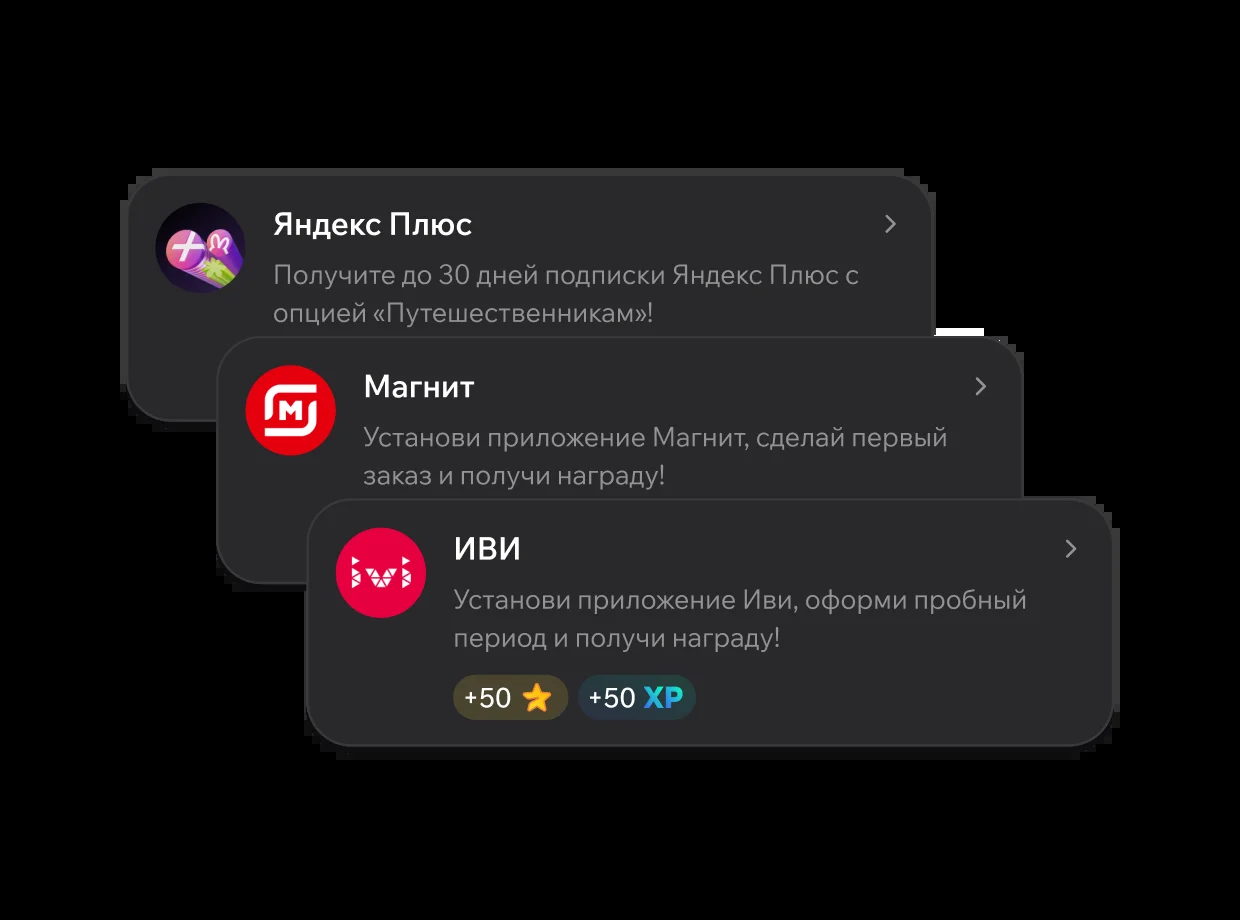 Яндекс Плюс
Получите до 30 дней подписки Яндекс Плюс с
опцией «Путешественникам»!
Магнит
Установи приложение Магнит, сделай первый
заказ и получи награду!
М
ИВИ
Установи приложение Иви, оформи пробный
период и получи награду!
ivi
+50
+50 XP